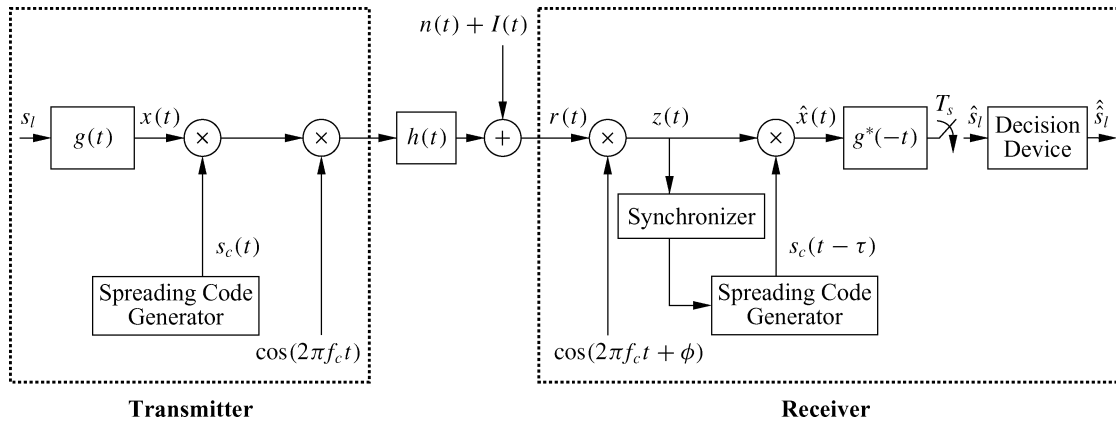 n(t) + I(t)
s_l
g(t)
x(t)
×
×
h(t)
+
r(t)
×
z(t)
×
x̂(t)
g*(−t)
T_s
ŝ_l
Decision
Device
ŝ̂_l
Synchronizer
s_c(t)
s_c(t − τ)
Spreading Code
Generator
Spreading Code
Generator
cos(2πf_ct)
cos(2πf_ct + ϕ)
Transmitter
Receiver